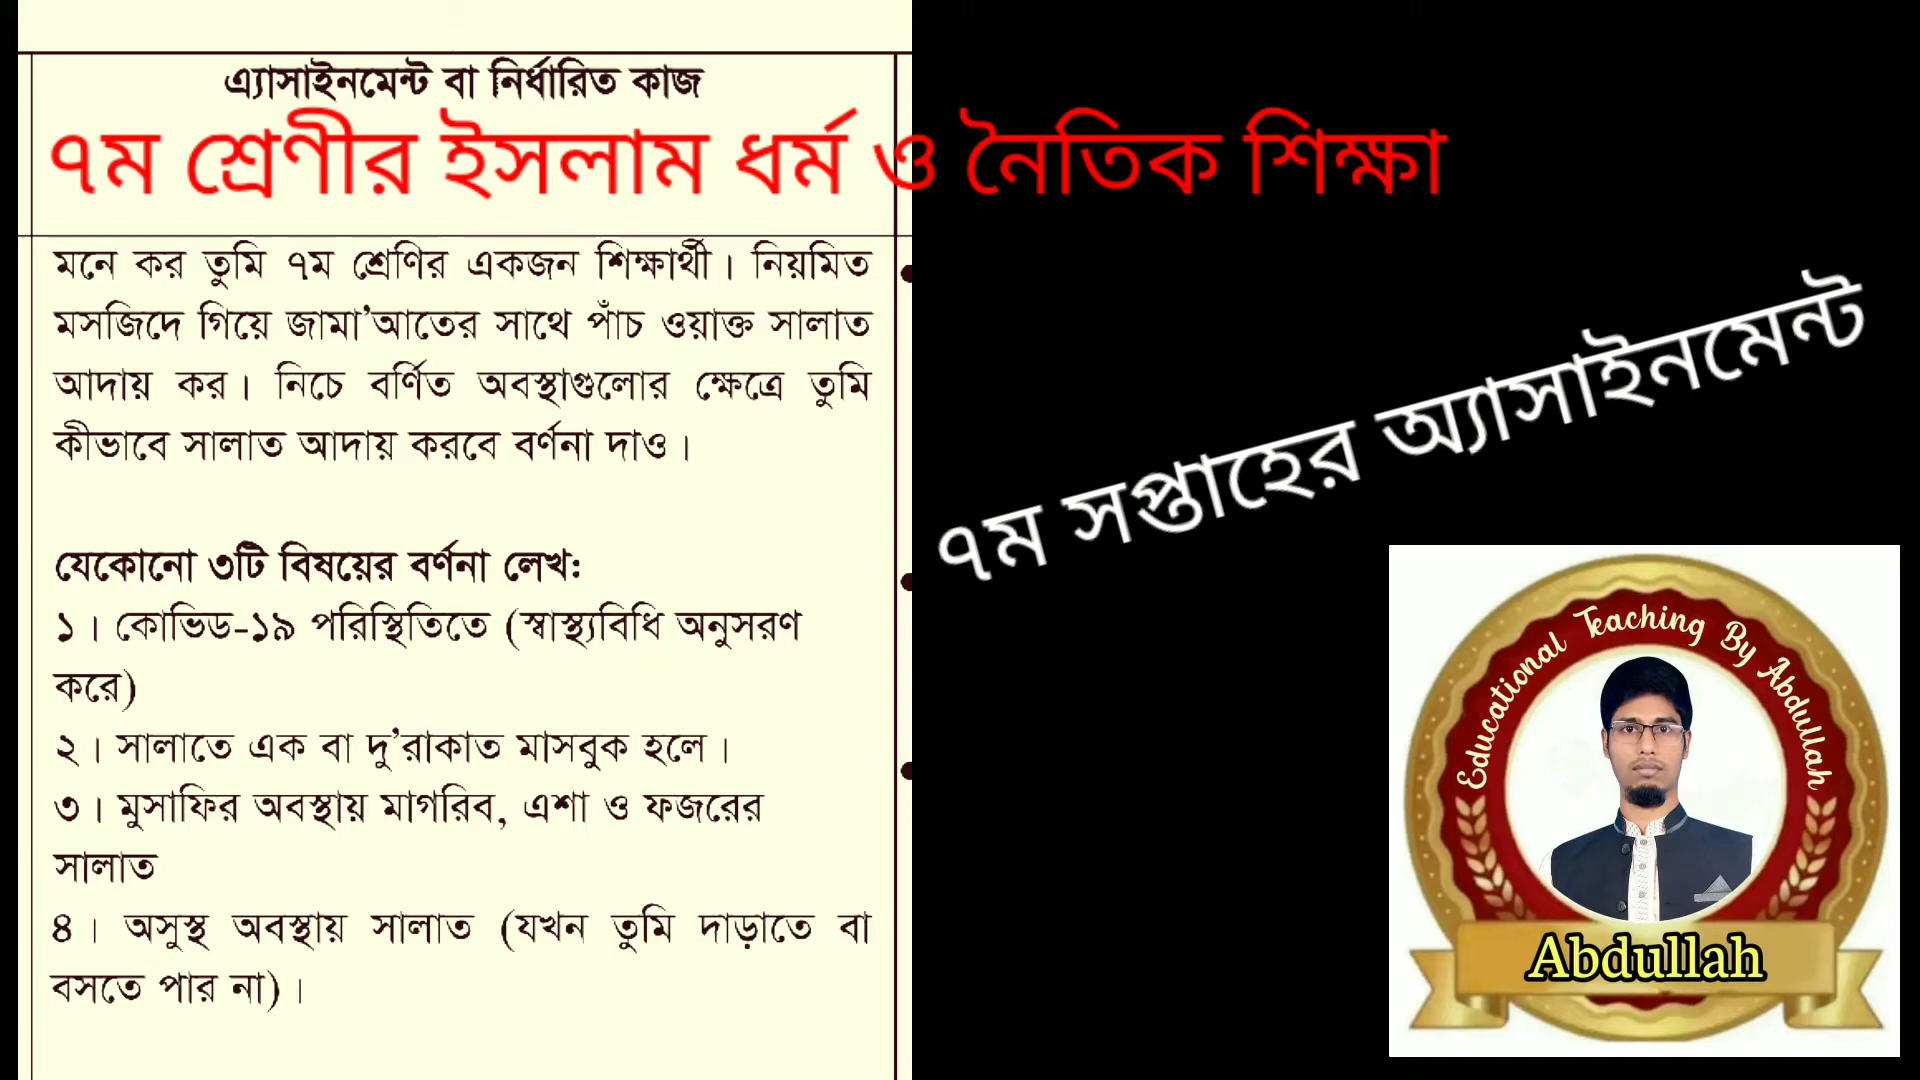 এ্যাসাইনমেন্ট বা নির্ধারিত কাজ
৭ম শ্রেণীর ইসলাম ধর্ম ও নৈতিক শিক্ষা
মনে কর তুমি ৭ম শ্রেণির একজন শিক্ষার্থী। নিয়মিত
মসজিদে গিয়ে জামা’আতের সাথে পাঁচ ওয়াক্ত সালাত
আদায় কর। নিচে বর্ণিত অবস্থাগুলোর ক্ষেত্রে তুমি
কীভাবে সালাত আদায় করবে বর্ণনা দাও।
যেকোনো ৩টি বিষয়ের বর্ণনা লেখ:
১। কোভিড-১৯ পরিস্থিতিতে (স্বাস্থ্যবিধি অনুসরণ
করে)
২। সালাতে এক বা দু’রাকাত মাসবুক হলে।
৩। মুসাফির অবস্থায় মাগরিব, এশা ও ফজরের
সালাত
৪। অসুস্থ অবস্থায় সালাত (যখন তুমি দাড়াতে বা
বসতে পার না)।
৭ম সপ্তাহের অ্যাসাইনমেন্ট
Educational Teaching By Abdullah
Abdullah